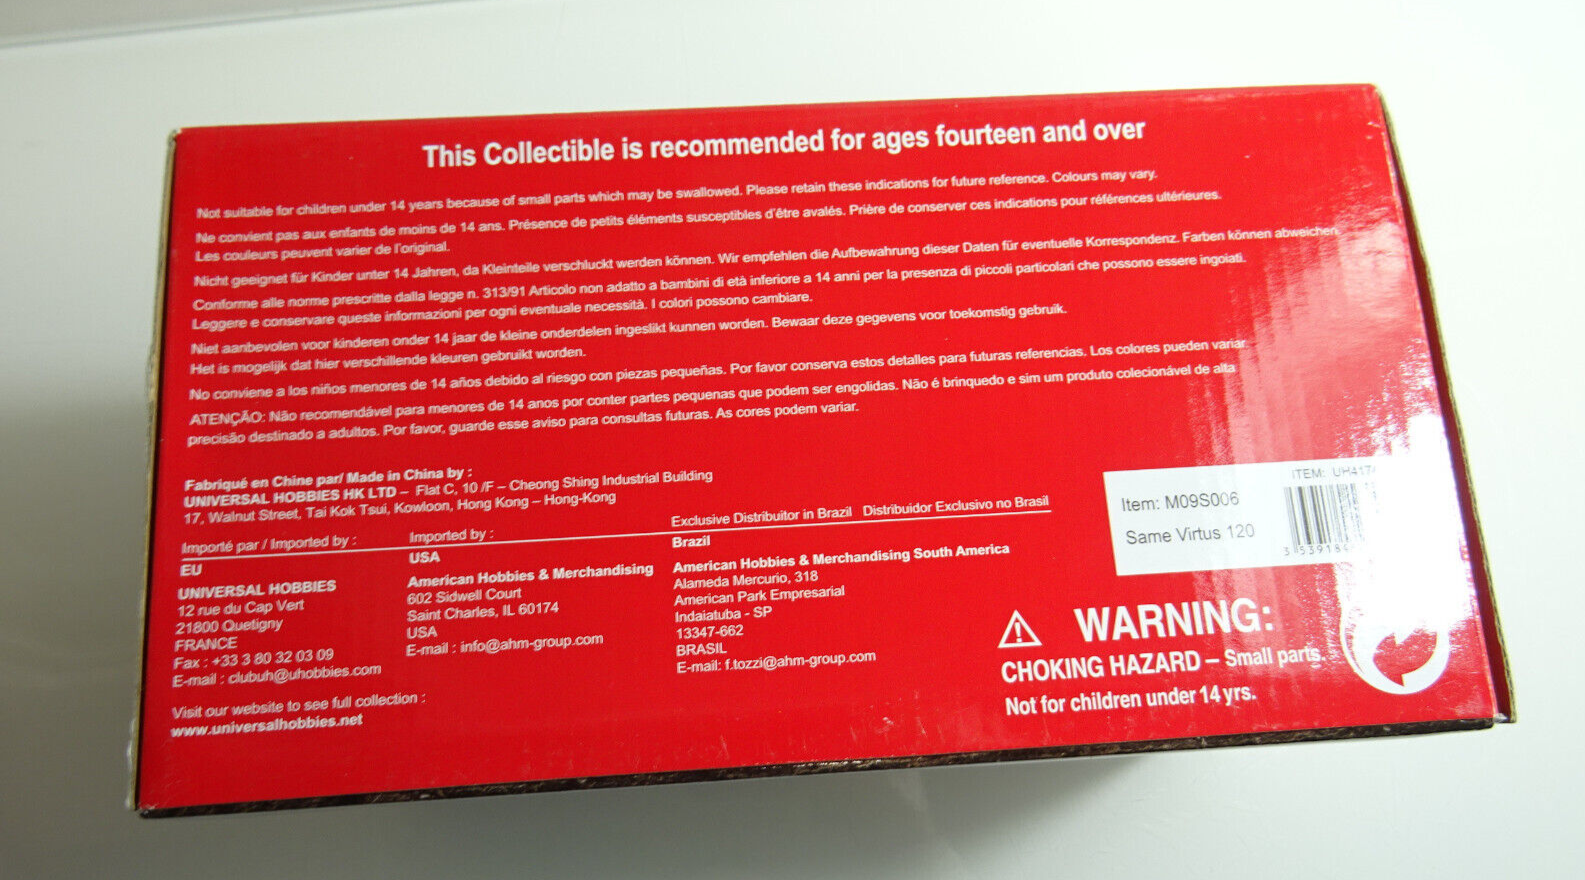 This Collectible is recommended for ages fourteen and over
Not suitable for children under 14 years because of small parts which may be swallowed. Please retain these indications for future reference. Colours may vary.
Ne convient pas aux enfants de moins de 14 ans. Présence de petits éléments susceptibles d'être avalés. Prière de conserver ces indications pour références ultérieures.
Les couleurs peuvent varier de l'original.
Nicht geeignet für Kinder unter 14 Jahren, da Kleinteile verschluckt werden können. Wir empfehlen die Aufbewahrung dieser Daten für eventuelle Korrespondenz. Farben können abweichen.
Conforme alle norme prescritte dalla legge n. 313/91 Articolo non adatto a bambini di età inferiore a 14 anni per la presenza di piccoli particolari che possono essere ingoiati.
Leggere e conservare queste informazioni per ogni eventuale necessità. I colori possono cambiare.
Niet aanbevolen voor kinderen onder 14 jaar de kleine onderdelen ingeslikt kunnen worden. Bewaar deze gegevens voor toekomstig gebruik.
Het is mogelijk dat hier verschillende kleuren gebruikt worden.
No conviene a los niños menores de 14 años debido al riesgo con piezas pequeñas. Por favor conserva estos detalles para futuras referencias. Los colores pueden variar.
ATENÇÃO: Não recomendável para menores de 14 anos por conter partes pequenas que podem ser engolidas. Não é brinquedo e sim um produto colecionável de alta
precisão destinado a adultos. Por favor, guarde esse aviso para consultas futuras. As cores podem variar.
Fabriqué en Chine par/ Made in China by :
UNIVERSAL HOBBIES HK LTD – Flat C, 10 /F – Cheong Shing Industrial Building
17, Walnut Street, Tai Kok Tsui, Kowloon, Hong Kong – Hong-Kong
Importé par / Imported by :
EU
UNIVERSAL HOBBIES
12 rue du Cap Vert
21800 Quetigny
FRANCE
Fax : +33 3 80 32 03 09
E-mail : clubuh@uhobbies.com
Imported by :
USA
American Hobbies & Merchandising
602 Sidwell Court
Saint Charles, IL 60174
USA
E-mail : info@ahm-group.com
Exclusive Distributor in Brazil Distribuidor Exclusivo no Brasil
Brazil
American Hobbies & Merchandising South America
Alameda Mercurio, 318
American Park Empresarial
Indaiatuba - SP
13347-662
BRASIL
E-mail: f.tozzi@ahm-group.com
Visit our website to see full collection :
www.universalhobbies.net
ITEM:
Item: M09S006
Same Virtus 120
WARNING:
CHOKING HAZARD – Small parts.
Not for children under 14 yrs.